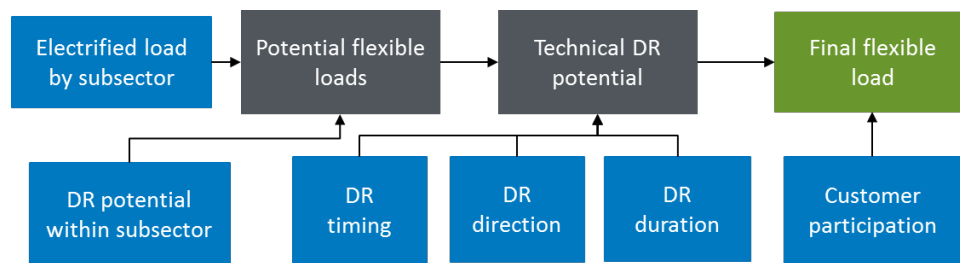 Electrified load
by subsector
Potential flexible
loads
Technical DR
potential
Final flexible
load
DR potential
within subsector
DR
timing
DR
direction
DR
duration
Customer
participation